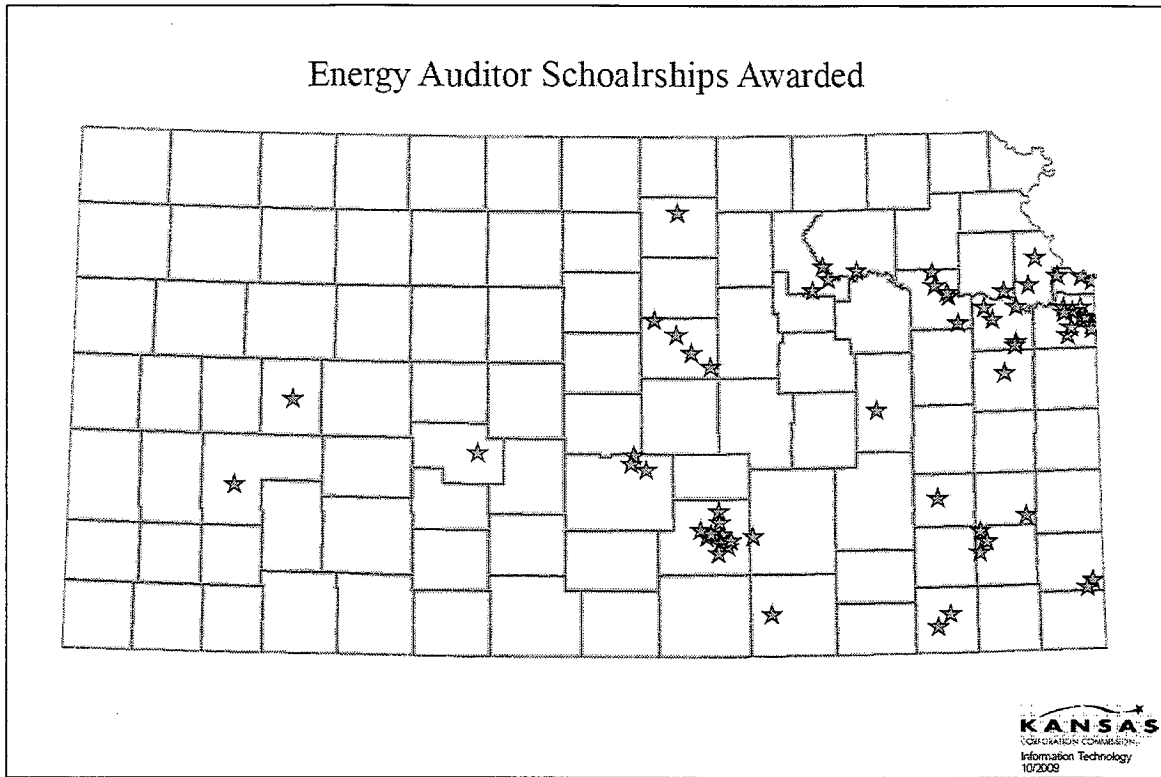 Energy Auditor Schoalrships Awarded
KANSAS
CORPORATION COMMISSION
Information Technology
10/2009